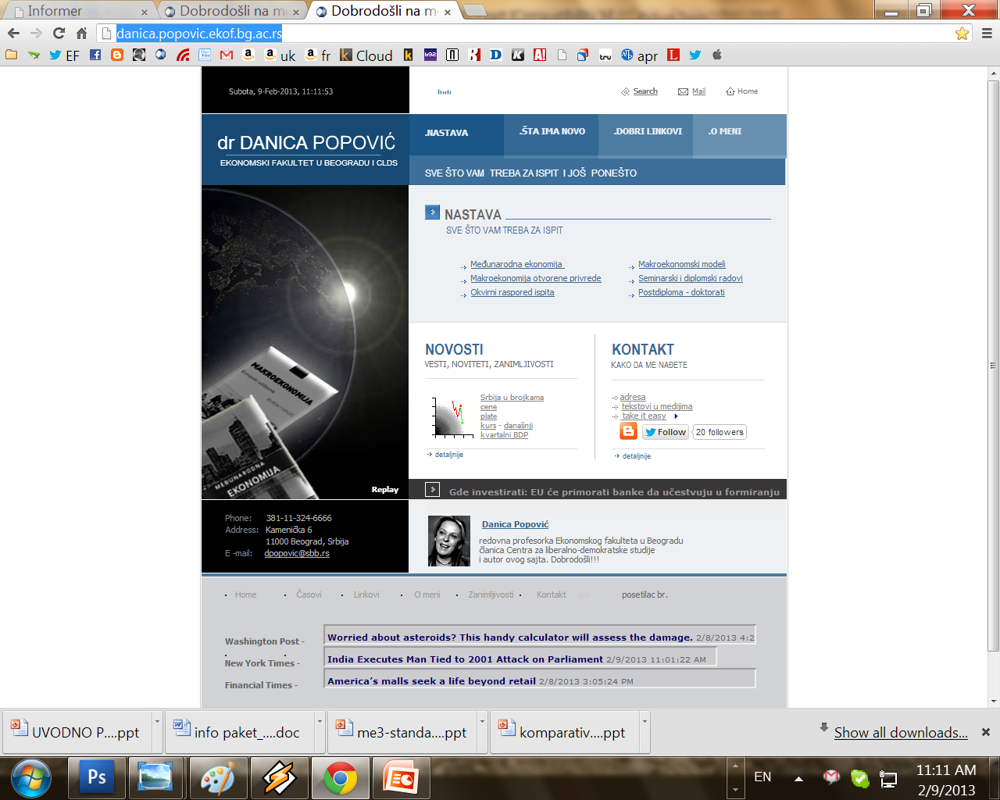 Informer
Dobrodošli na m
Dobrodošli na m
danica.popovic.ekof.bg.ac.rs
EF
uk
fr
Cloud
apr
Subota, 9-Feb-2013, 11:11:53
Search
Mail
Home
dr DANICA POPOVIĆ
EKONOMSKI FAKULTET U BEOGRADU I CLDS
.NASTAVA
.ŠTA IMA NOVO
.DOBRI LINKOVI
.O MENI
SVE ŠTO VAM TREBA ZA ISPIT I JOŠ PONEŠTO
NASTAVA
SVE ŠTO VAM TREBA ZA ISPIT
Međunarodna ekonomija
Makroekonomija otvorene privrede
Okvirni raspored ispita
Makroekonomski modeli
Seminarski i diplomski radovi
Postdiploma - doktorati
MAKROEKONOMIJA
MEĐUNARODNA
EKONOMIJA
Replay
NOVOSTI
VESTI, NOVITETI, ZANIMLJIVOSTI
Srbija u brojkama
cene
plate
kurs - današnji
kvartalni BDP
detaljnije
KONTAKT
KAKO DA ME NAĐETE
adresa
tekstovi u medijima
take it easy
Follow
20 followers
detaljnije
Gde investirati: EU će primorati banke da učestvuju u formiranju
Phone: 381-11-324-6666
Address: Kamenička 6
11000 Beograd, Srbija
E -mail: dpopovic@sbb.rs
Danica Popović
redovna profesorka Ekonomskog fakulteta u Beogradu
članica Centra za liberalno-demokratske studije
i autor ovog sajta. Dobrodošli!!!
Home
Časovi
Linkovi
O meni
Zanimljivosti
Kontakt
posetilac br.
Washington Post -
Worried about asteroids? This handy calculator will assess the damage. 2/8/2013 4:2
New York Times -
India Executes Man Tied to 2001 Attack on Parliament 2/9/2013 11:01:22 AM
Financial Times -
America's malls seek a life beyond retail 2/8/2013 3:05:24 PM
UVODNO P....ppt
info paket_....doc
me3-standa....ppt
komparativ....ppt
Show all downloads...
Ps
EN
11:11 AM
2/9/2013